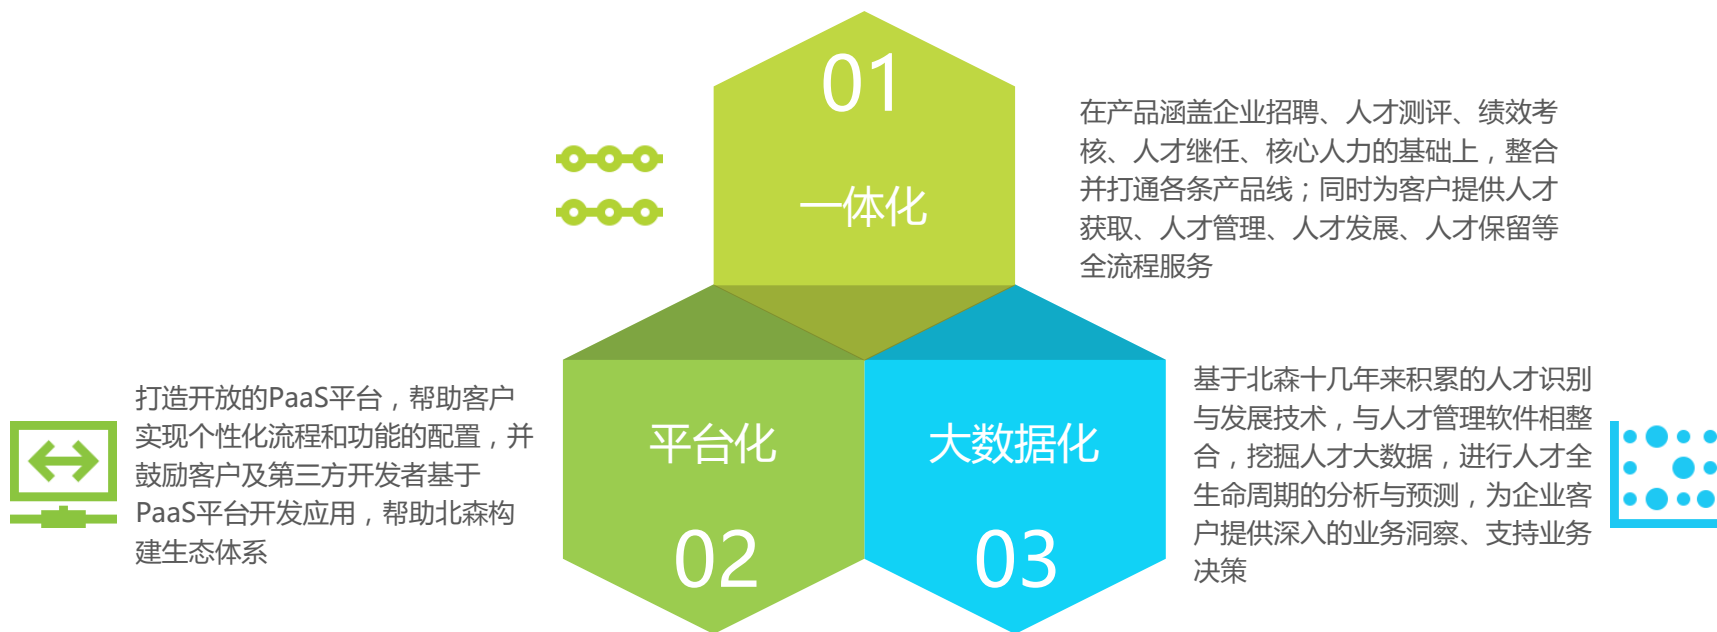 01
一体化
在产品涵盖企业招聘、人才测评、绩效考
核、人才继任、核心人力的基础上，整合
并打通各条产品线；同时为客户提供人才
获取、人才管理、人才发展、人才保留等
全流程服务
打造开放的PaaS平台，帮助客户
实现个性化流程和功能的配置，并
鼓励客户及第三方开发者基于
PaaS平台开发应用，帮助北森构
建生态体系
平台化
02
大数据化
03
基于北森十几年来积累的人才识别
与发展技术，与人才管理软件相整
合，挖掘人才大数据，进行人才全
生命周期的分析与预测，为企业客
户提供深入的业务洞察、支持业务
决策